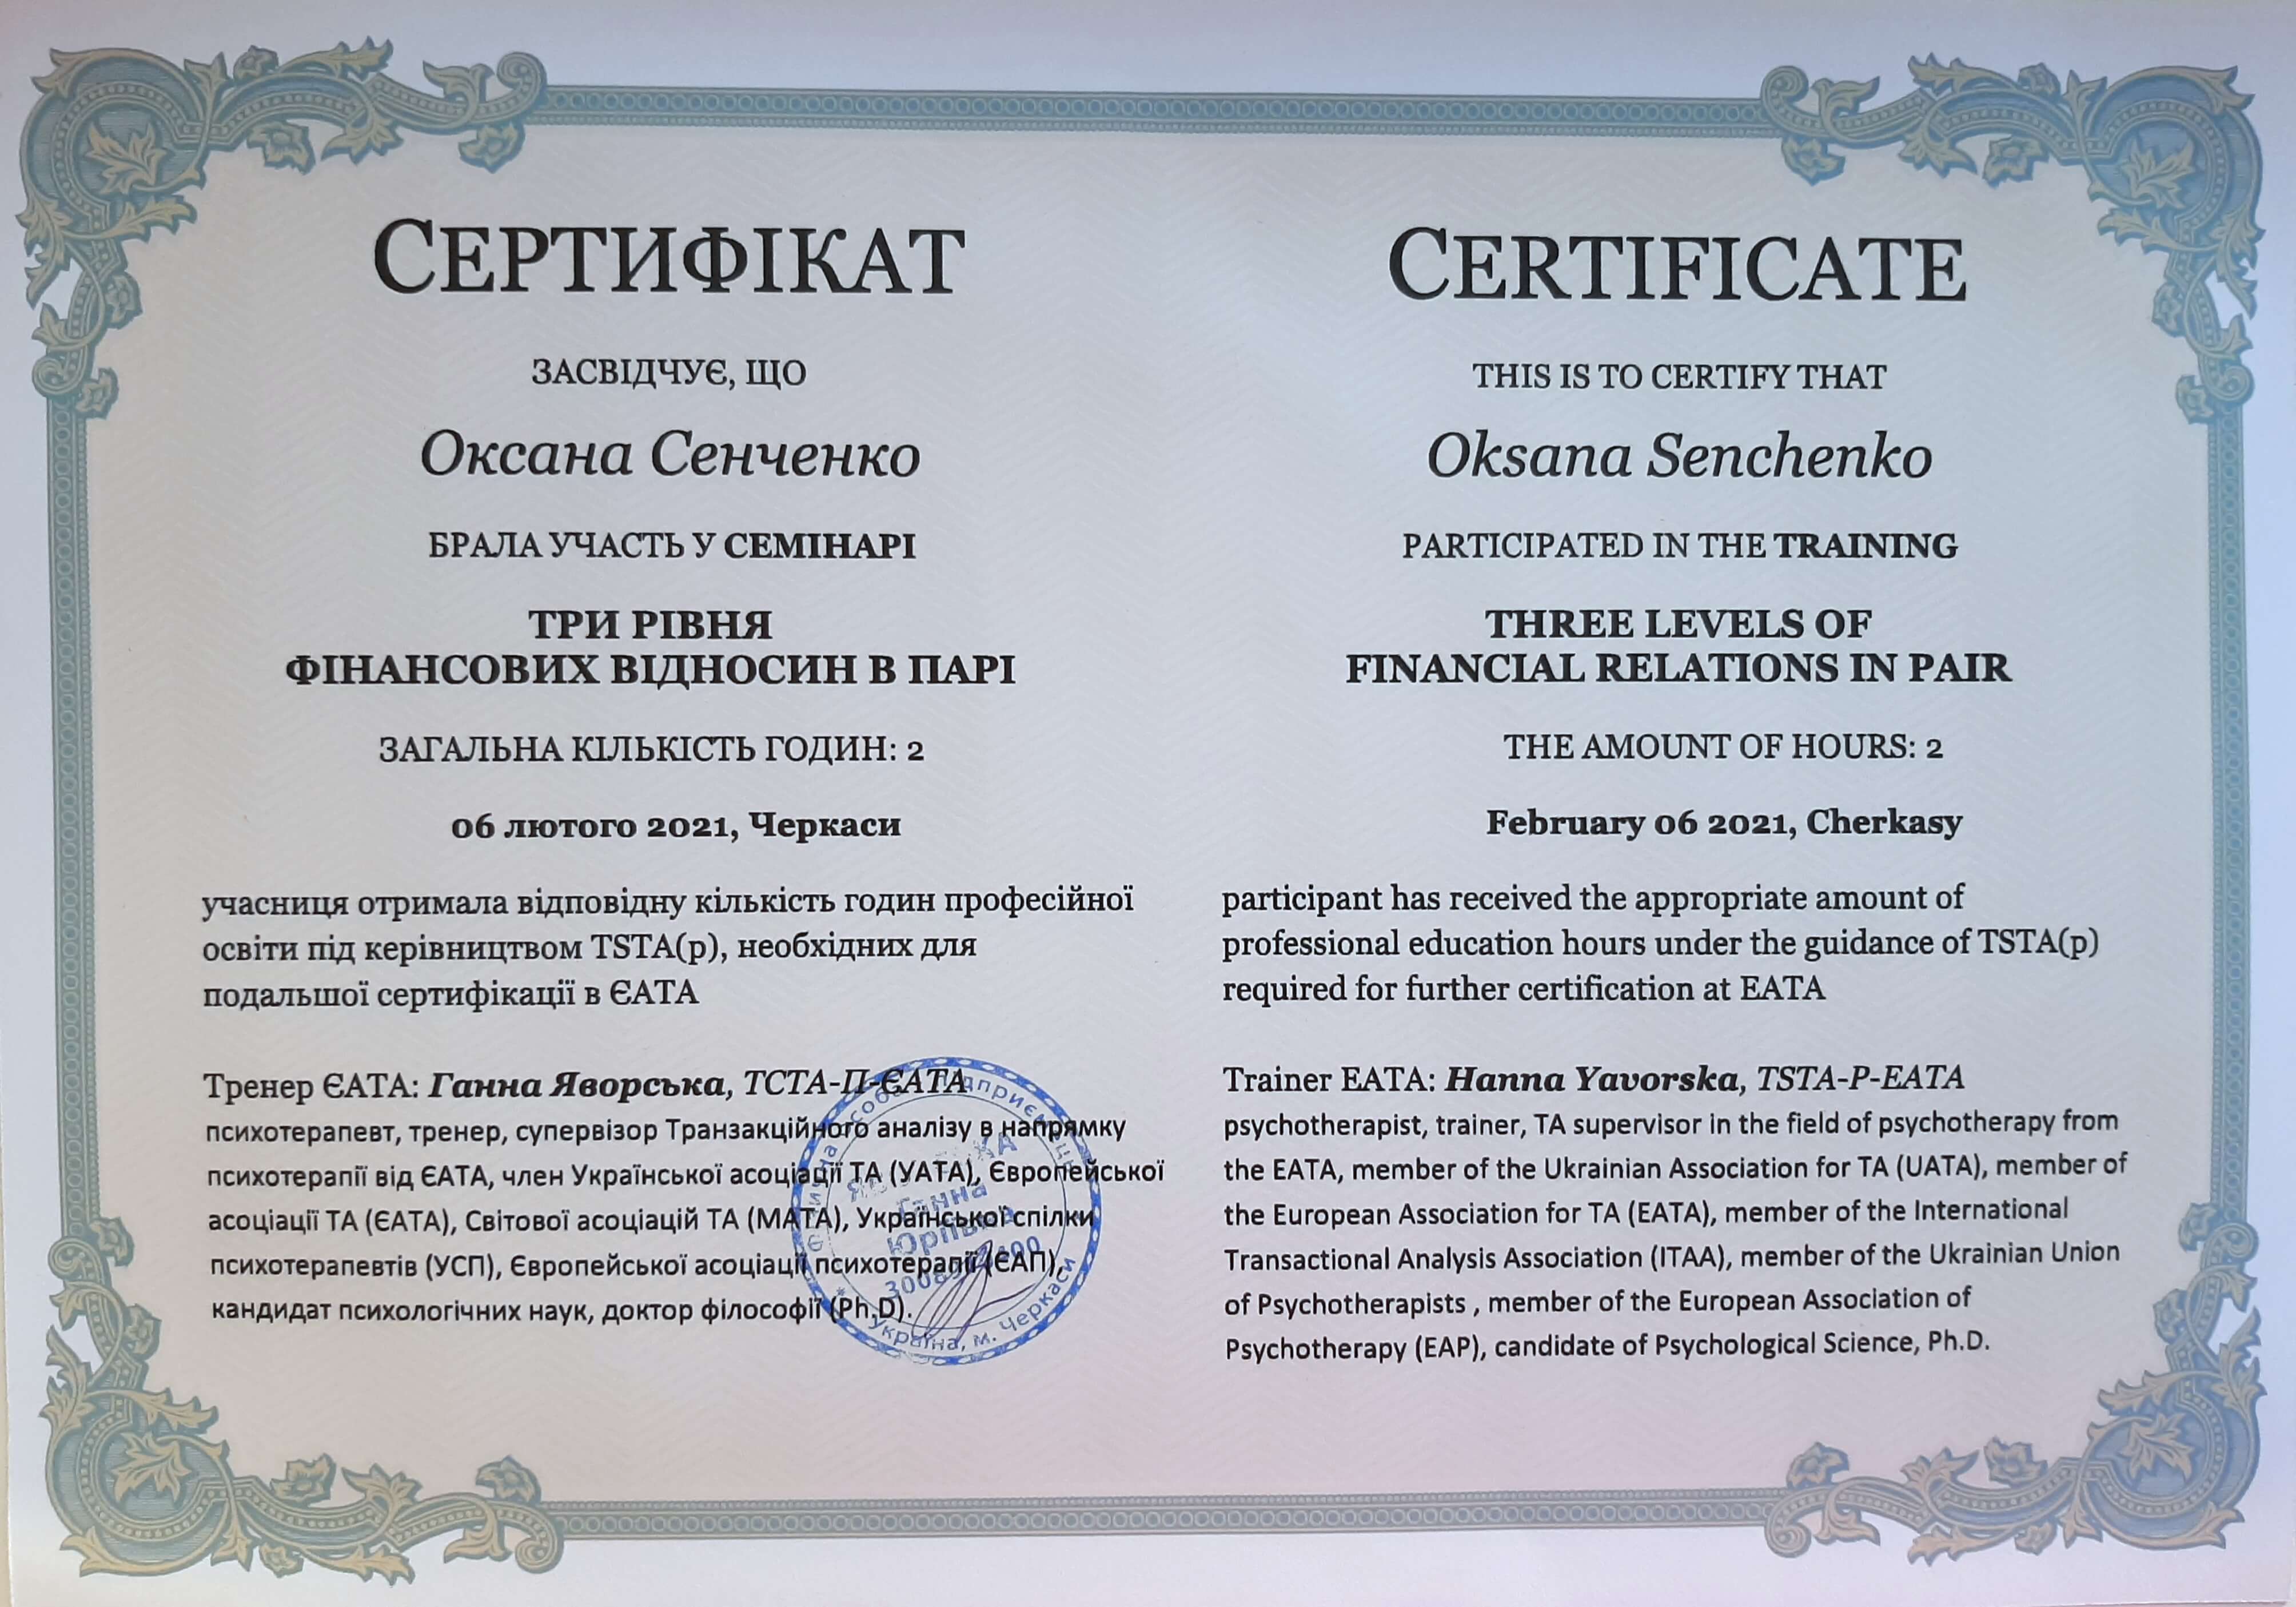 СЕРТИФІКАТ
ЗАСВІДЧУЄ, ЩО
Оксана Сенченко
БРАЛА УЧАСТЬ У СЕМІНАРІ
ТРИ РІВНЯ
ФІНАНСОВИХ ВІДНОСИН В ПАРІ
ЗАГАЛЬНА КІЛЬКІСТЬ ГОДИН: 2
06 лютого 2021, Черкаси
учасниця отримала відповідну кількість годин професійної
освіти під керівництвом TSTA(p), необхідних для
подальшої сертифікації в ЄАТА
Тренер ЄАТА: Ганна Яворська, ТСТА-П-ЄАТА
психотерапевт, тренер, супервізор Транзакційного аналізу в напрямку
психотерапії від ЄАТА, член Української асоціації ТА (УАТА), Європейської
асоціації ТА (ЄАТА), Світової асоціацій ТА (МАТА), Української спілки
психотерапевтів (УСП), Європейської асоціації психотерапії (ЄАП),
кандидат психологічних наук, доктор філософії (Ph.D).
Ганна
Юріївна
Україна, м. Черкаси
CERTIFICATE
THIS IS TO CERTIFY THAT
Oksana Senchenko
PARTICIPATED IN THE TRAINING
THREE LEVELS OF
FINANCIAL RELATIONS IN PAIR
THE AMOUNT OF HOURS: 2
February 06 2021, Cherkasy
participant has received the appropriate amount of
professional education hours under the guidance of TSTA(p)
required for further certification at EATA
Trainer EATA: Hanna Yavorska, TSTA-P-EATA
psychotherapist, trainer, TA supervisor in the field of psychotherapy from
the EATA, member of the Ukrainian Association for TA (UATA), member of
the European Association for TA (EATA), member of the International
Transactional Analysis Association (ITAA), member of the Ukrainian Union
of Psychotherapists , member of the European Association of
Psychotherapy (EAP), candidate of Psychological Science, Ph.D.